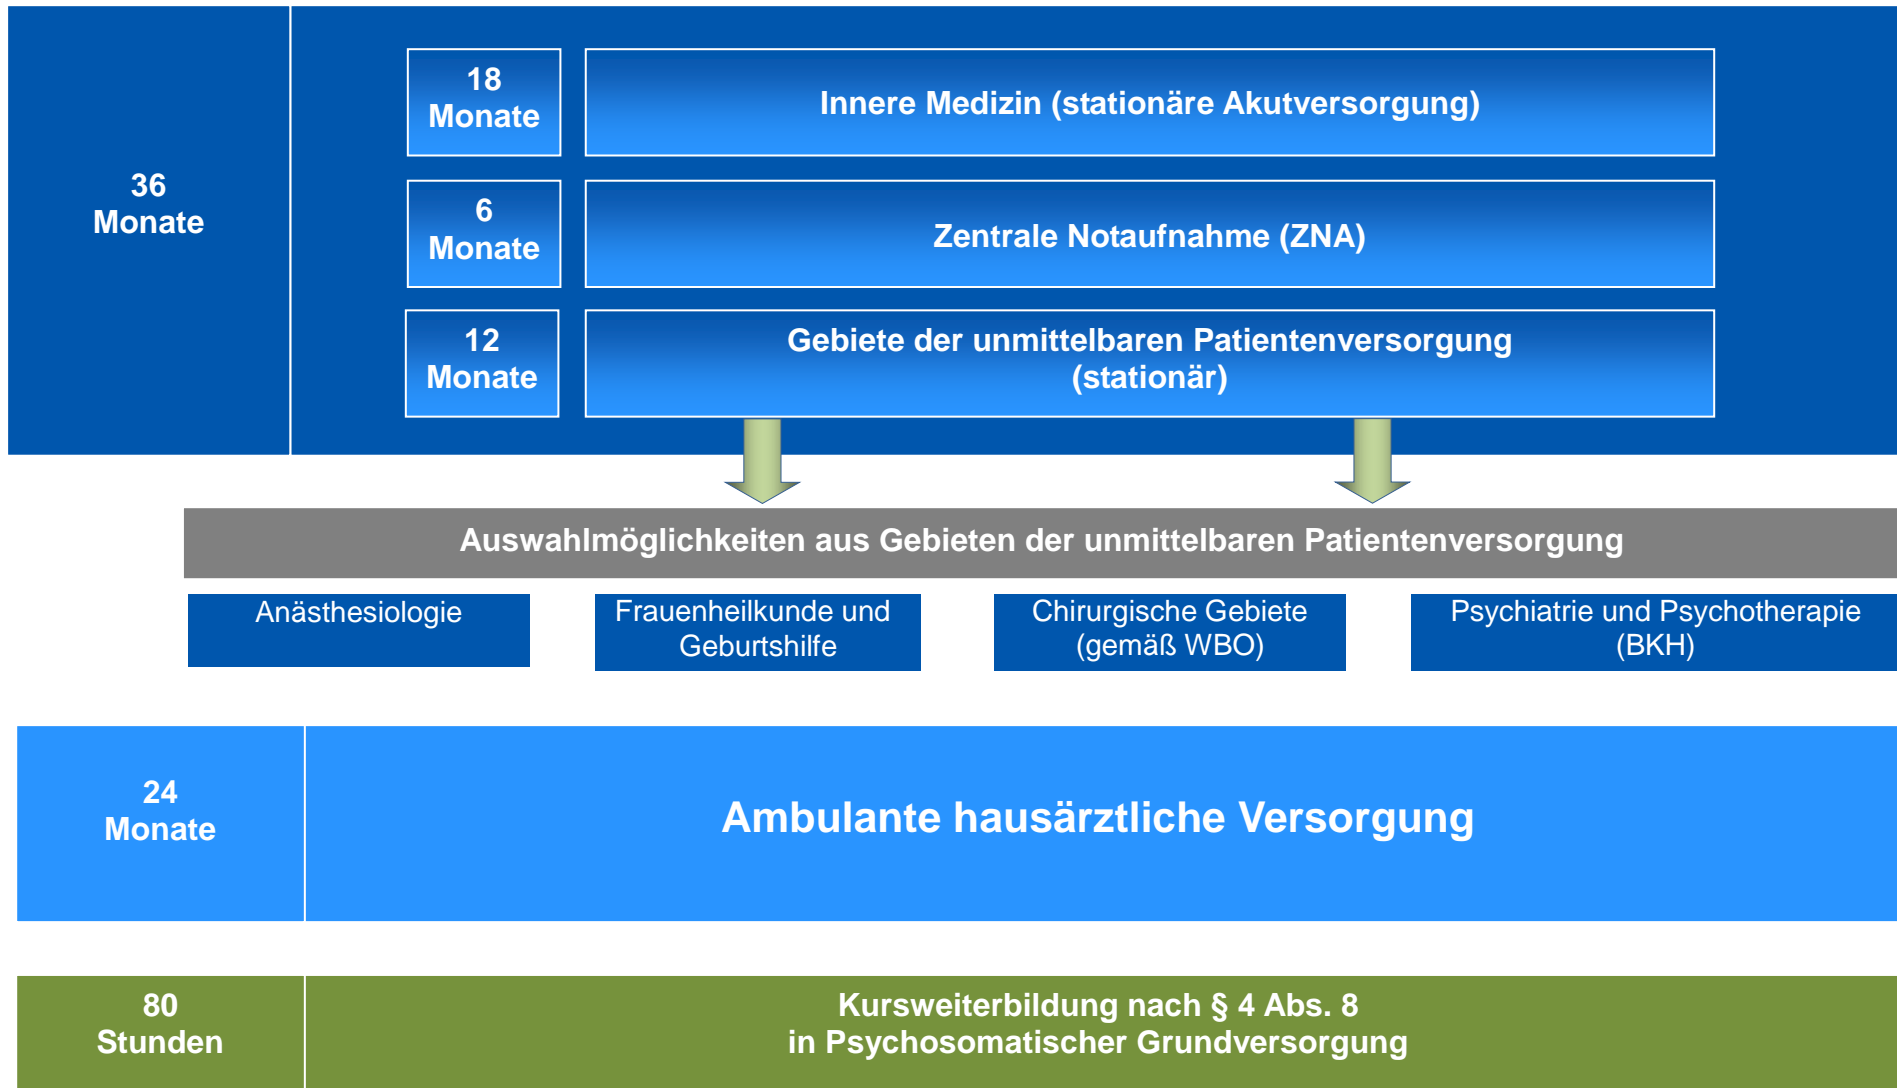 36
Monate
18
Monate
Innere Medizin (stationäre Akutversorgung)
6
Monate
Zentrale Notaufnahme (ZNA)
12
Monate
Gebiete der unmittelbaren Patientenversorgung
(stationär)
Auswahlmöglichkeiten aus Gebieten der unmittelbaren Patientenversorgung
Anästhesiologie
Frauenheilkunde und
Geburtshilfe
Chirurgische Gebiete
(gemäß WBO)
Psychiatrie und Psychotherapie
(BKH)
24
Monate
Ambulante hausärztliche Versorgung
80
Stunden
Kursweiterbildung nach § 4 Abs. 8
in Psychosomatischer Grundversorgung